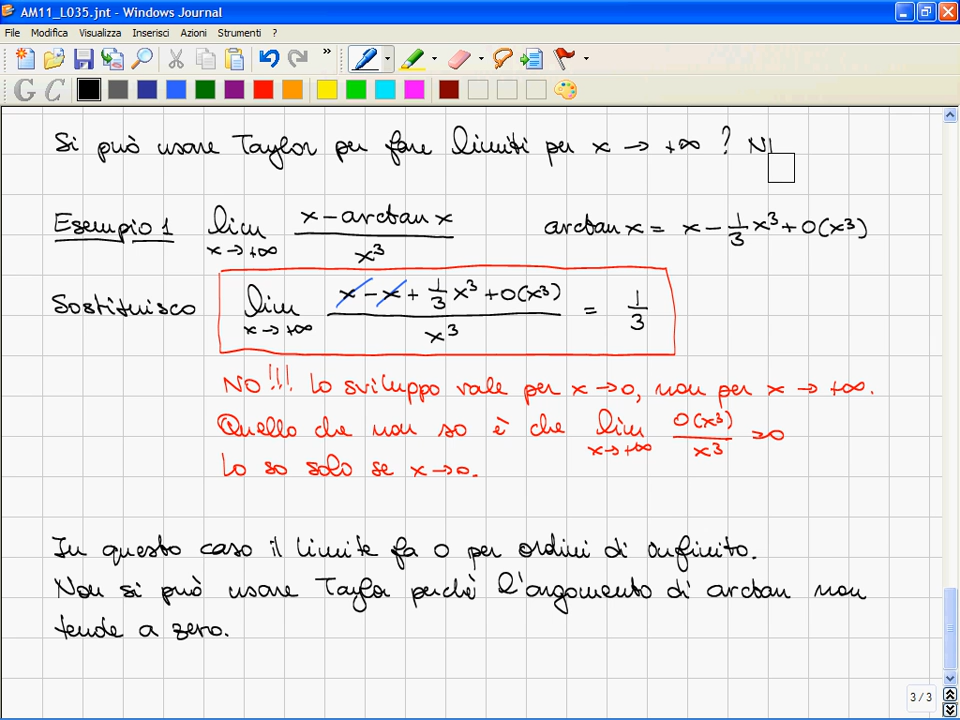 AM11_L035.jnt - Windows Journal
File Modifica Visualizza Inserisci Azioni Strumenti ?
Si può usare Taylor per fare limiti per x → +∞ ? NI
Esempio 1 lim x→+∞ (x - arctan x)/x³ arctan x = x - 1/3 x³ + o(x³)
Sostituisco lim x→+∞ (x - x + 1/3 x³ + o(x³))/x³ = 1/3
NO!!! Lo sviluppo vale per x→0, non per x → +∞.
Quello che non so è che lim x→+∞ o(x³)/x³ = 0
Lo so solo se x→0.
In questo caso il limite fa 0 per ordini di infinito.
Non si può usare Taylor perchè l'argomento di arctan non
tende a zero.
3 / 3